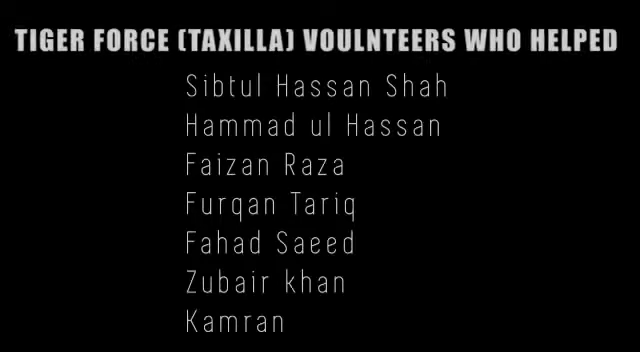 TIGER FORCE (TAXILLA) VOULNTEERS WHO HELPED
Sibtul Hassan Shah
Hammad ul Hassan
Faizan Raza
Furqan Tariq
Fahad Saeed
Zubair khan
Kamran